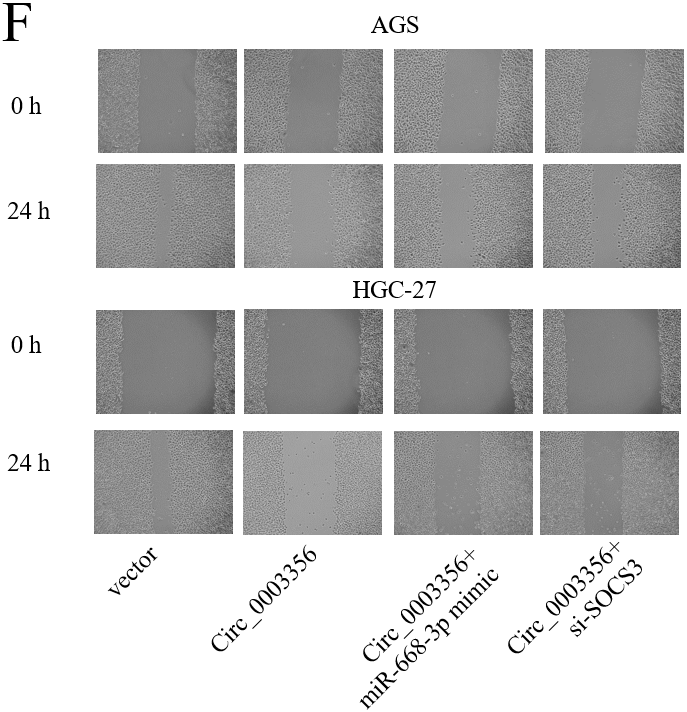 F
AGS
0 h
24 h
HGC-27
0 h
24 h
vector
Circ_0003356
Circ_0003356+
miR-668-3p mimic
Circ_0003356+
si-SOCS3